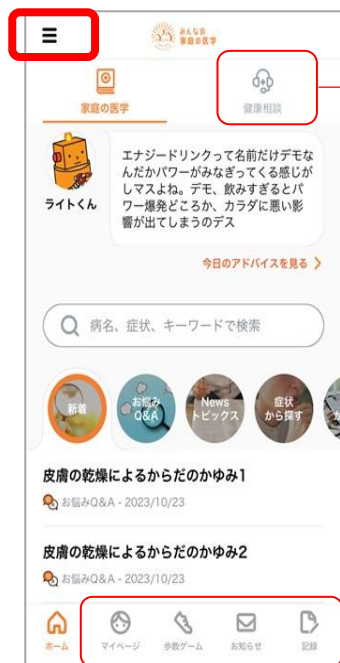 みんなの
家庭の医学
家庭の医学
健康相談
エナジードリンクって名前だけデモな
んだかパワーがみなぎってくる感じが
しマスよね。デモ、飲みすぎるとパ
ワー爆発どころか、カラダに悪い影
響が出てしまうのデス
ライトくん
今日のアドバイスを見る
病名、症状、キーワードで検索
新着
お悩み
Q&A
News
トピックス
症状
から探す
か
皮膚の乾燥によるからだのかゆみ1
お悩みQ&A - 2023/10/23
皮膚の乾燥によるからだのかゆみ2
お悩みQ&A - 2023/10/23
ホーム
マイページ
歩数ゲーム
お知らせ
記録